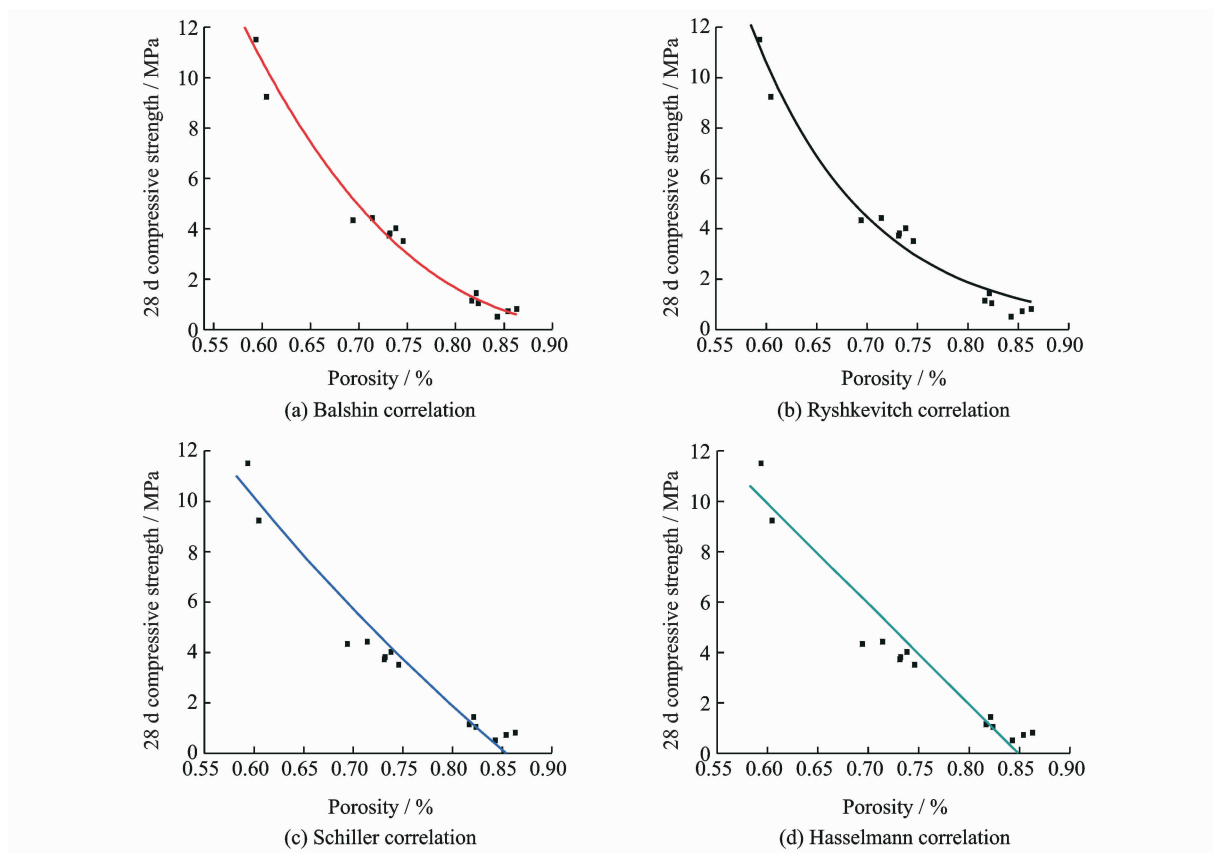 12
10
8
6
4
2
0
28 d compressive strength / MPa
0.55 0.60 0.65 0.70 0.75 0.80 0.85 0.90
Porosity / %
(a) Balshin correlation
12
10
8
6
4
2
0
28 d compressive strength / MPa
0.55 0.60 0.65 0.70 0.75 0.80 0.85 0.90
Porosity / %
(b) Ryshkevitch correlation
12
10
8
6
4
2
0
28 d compressive strength / MPa
0.55 0.60 0.65 0.70 0.75 0.80 0.85 0.90
Porosity / %
(c) Schiller correlation
12
10
8
6
4
2
0
28 d compressive strength / MPa
0.55 0.60 0.65 0.70 0.75 0.80 0.85 0.90
Porosity / %
(d) Hasselmann correlation